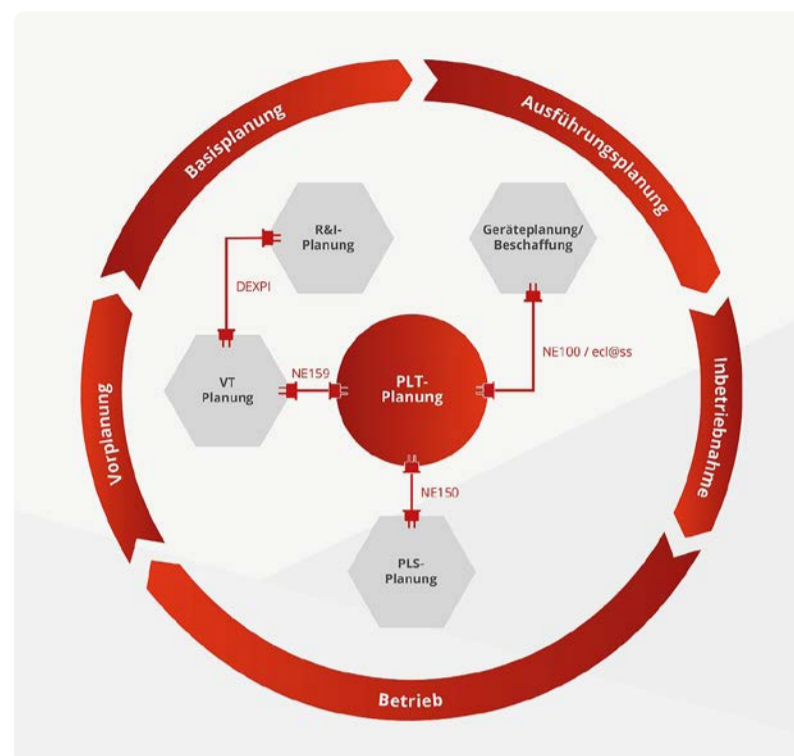 Basisplanung
Ausführungsplanung
R&I-
Planung
Geräteplanung/
Beschaffung
DEXPI
NE100 / ecl@ss
VT
Planung
NE159
PLT-
Planung
Vorplanung
Inbetriebnahme
NE150
PLS-
Planung
Betrieb